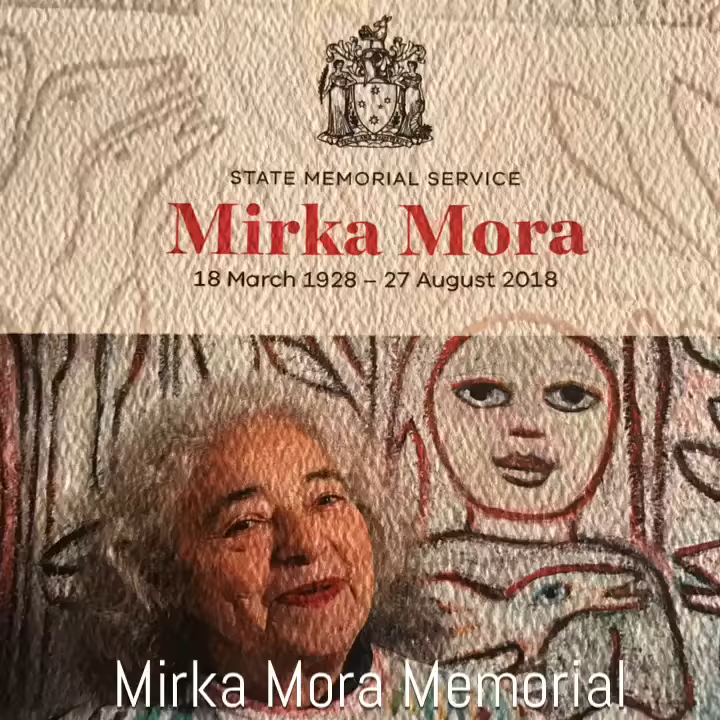 STATE MEMORIAL SERVICE
Mirka Mora
18 March 1928 – 27 August 2018
Mirka Mora Memorial